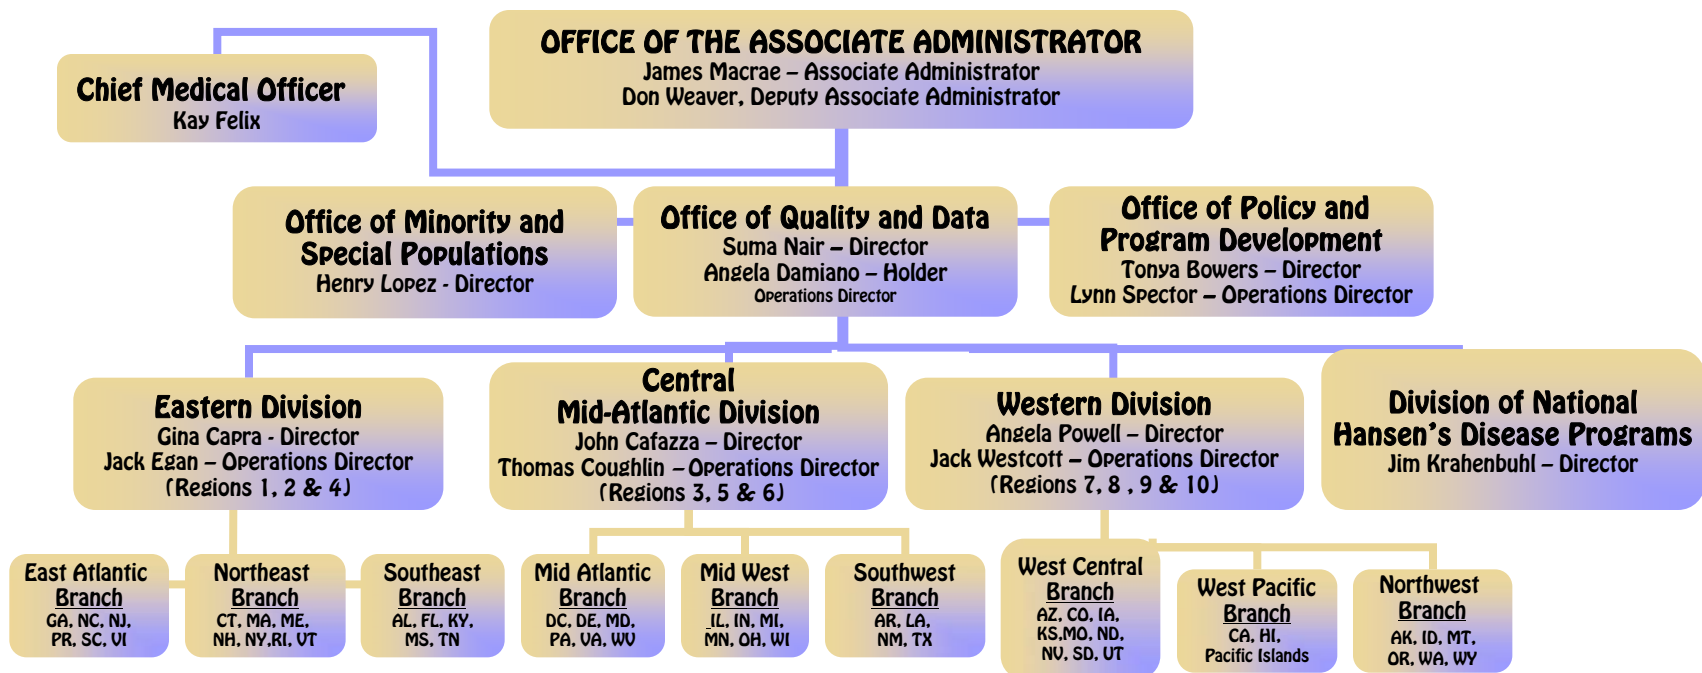 OFFICE OF THE ASSOCIATE ADMINISTRATOR
James Macrae – Associate Administrator
Don Weaver, Deputy Associate Administrator
Chief Medical Officer
Kay Felix
Office of Minority and
Special Populations
Henry Lopez - Director
Office of Quality and Data
Suma Nair – Director
Angela Damiano – Holder
Operations Director
Office of Policy and
Program Development
Tonya Bowers – Director
Lynn Spector – Operations Director
Eastern Division
Gina Capra - Director
Jack Egan – Operations Director
(Regions 1, 2 & 4)
Central
Mid-Atlantic Division
John Cafazza – Director
Thomas Coughlin – Operations Director
(Regions 3, 5 & 6)
Western Division
Angela Powell – Director
Jack Westcott – Operations Director
(Regions 7, 8 , 9 & 10)
Division of National
Hansen's Disease Programs
Jim Krahenbuhl – Director
East Atlantic
Branch
GA, NC, NJ,
PR, SC, VI
Northeast
Branch
CT, MA, ME,
NH, NY,RI, VT
Southeast
Branch
AL, FL, KY,
MS, TN
Mid Atlantic
Branch
DC, DE, MD,
PA, VA, WV
Mid West
Branch
IL, IN, MI,
MN, OH, WI
Southwest
Branch
AR, LA,
NM, TX
West Central
Branch
AZ, CO, IA,
KS,MO, ND,
NV, SD, UT
West Pacific
Branch
CA, HI,
Pacific Islands
Northwest
Branch
AK, ID, MT,
OR, WA, WY